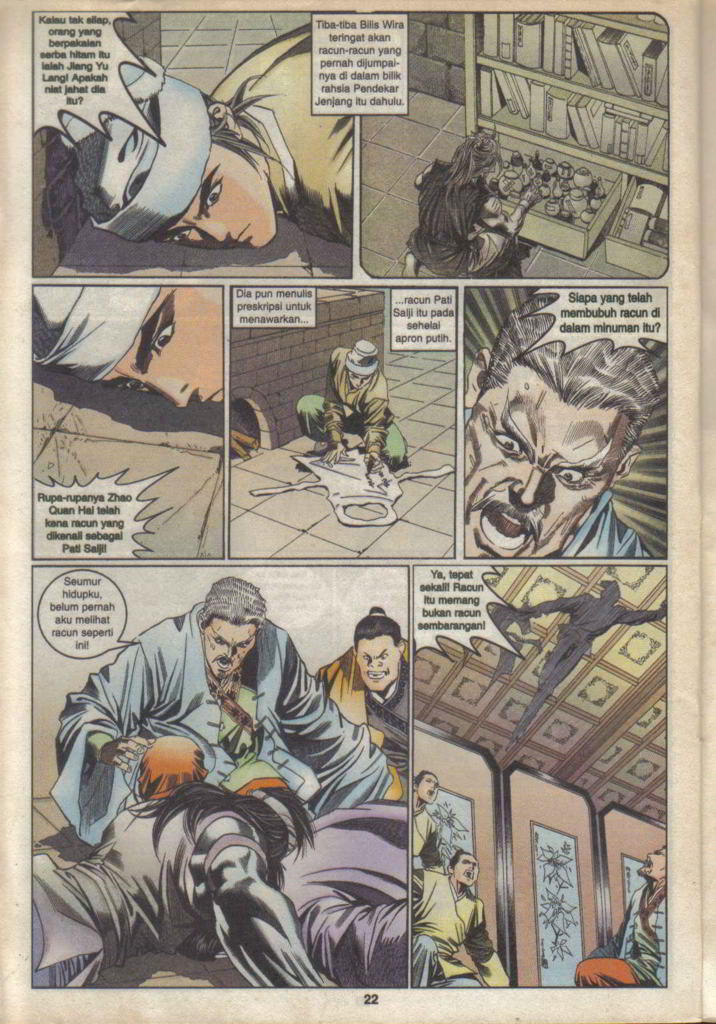 Kalau tak silap,
orang yang
berpakaian
serba hitam itu
ialah Jiang Yu
Lang! Apakah
niat jahat dia
itu?
Tiba-tiba Bilis Wira
teringat akan
racun-racun yang
pernah dijumpai-
nya di dalam bilik
rahsia Pendekar
Jenjang itu dahulu.
Rupa-rupanya Zhao
Quan Hai telah
kena racun yang
dikenali sebagai
Pati Salji!
Dia pun menulis
preskripsi untuk
menawarkan...
...racun Pati
Salji itu pada
sehelai
apron putih.
Siapa yang telah
membubuh racun di
dalam minuman itu?
Seumur
hidupku,
belum pernah
aku melihat
racun seperti
ini!
Ya, tepat
sekali! Racun
itu memang
bukan racun
sembarangan!
22